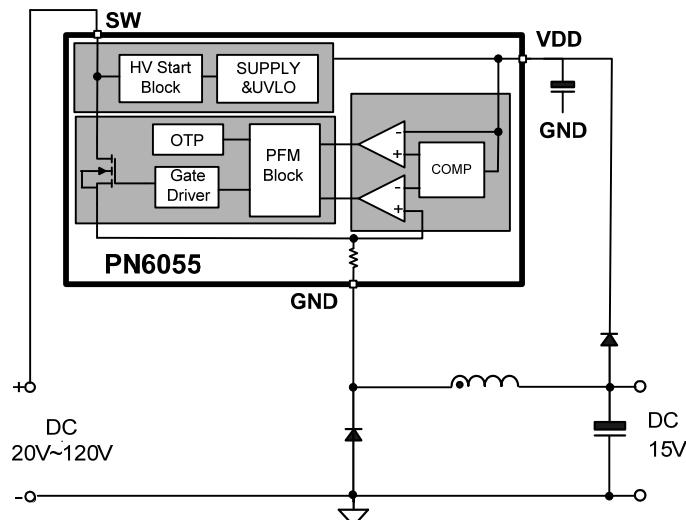 SW
VDD
HV Start
Block
SUPPLY
&UVLO
GND
OTP
PFM
Block
Gate
Driver
-
+
COMP
-
+
PN6055
GND
+
DC
20V~120V
-
DC
15V